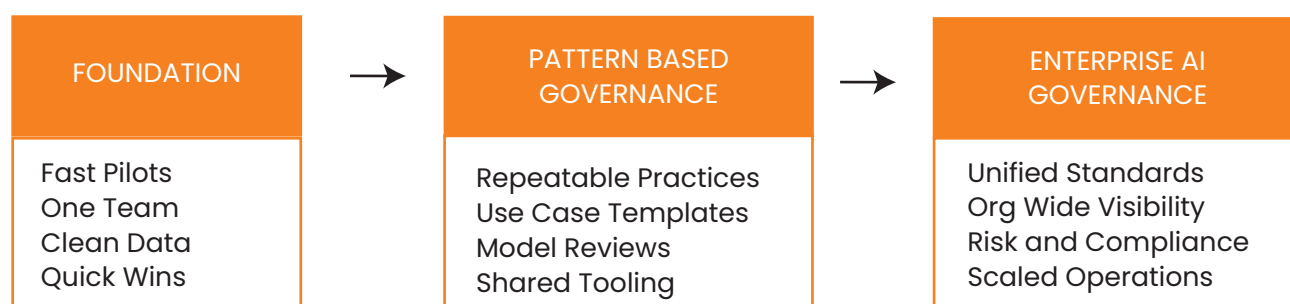 FOUNDATION
Fast Pilots
One Team
Clean Data
Quick Wins
PATTERN BASED
GOVERNANCE
Repeatable Practices
Use Case Templates
Model Reviews
Shared Tooling
ENTERPRISE AI
GOVERNANCE
Unified Standards
Org Wide Visibility
Risk and Compliance
Scaled Operations